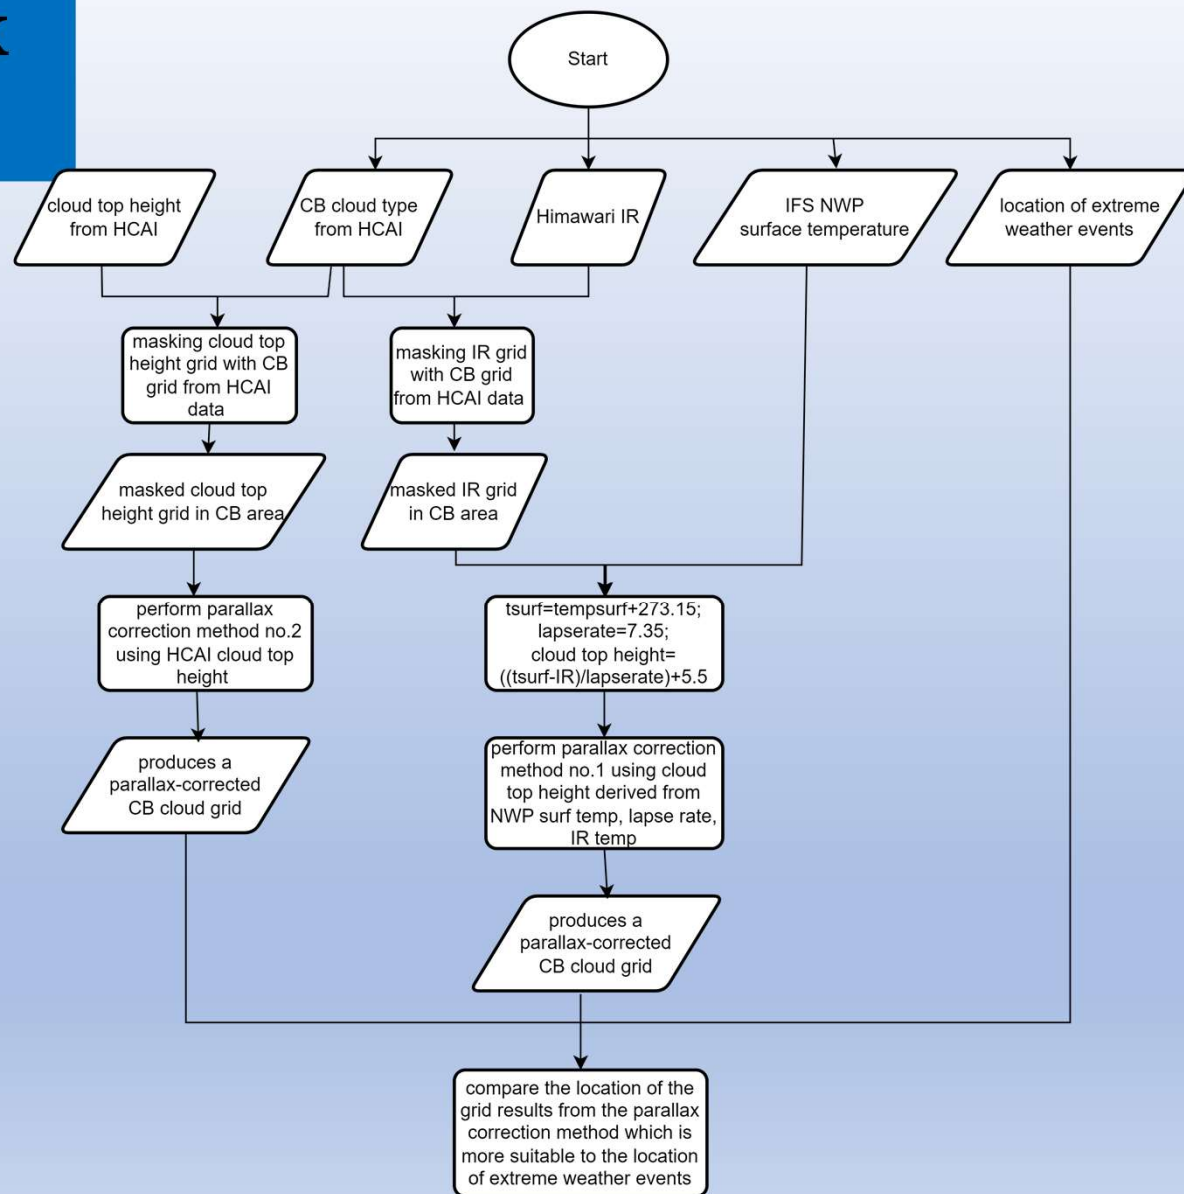 Start
cloud top height
from HCAI
CB cloud type
from HCAI
Himawari IR
IFS NWP
surface temperature
location of extreme
weather events
masking cloud top
height grid with CB
grid from HCAI
data
masking IR grid
with CB grid
from HCAI data
masked cloud top
height grid in CB area
masked IR grid
in CB area
perform parallax
correction method no.2
using HCAI cloud top
height
tsurf=tempsurf+273.15;
lapserate=7.35;
cloud top height=
((tsurf-IR)/lapserate)+5.5
produces a
parallax-corrected
CB cloud grid
perform parallax correction
method no.1 using cloud
top height derived from
NWP surf temp, lapse rate,
IR temp
produces a
parallax-corrected
CB cloud grid
compare the location of the
grid results from the parallax
correction method which is
more suitable to the location
of extreme weather events